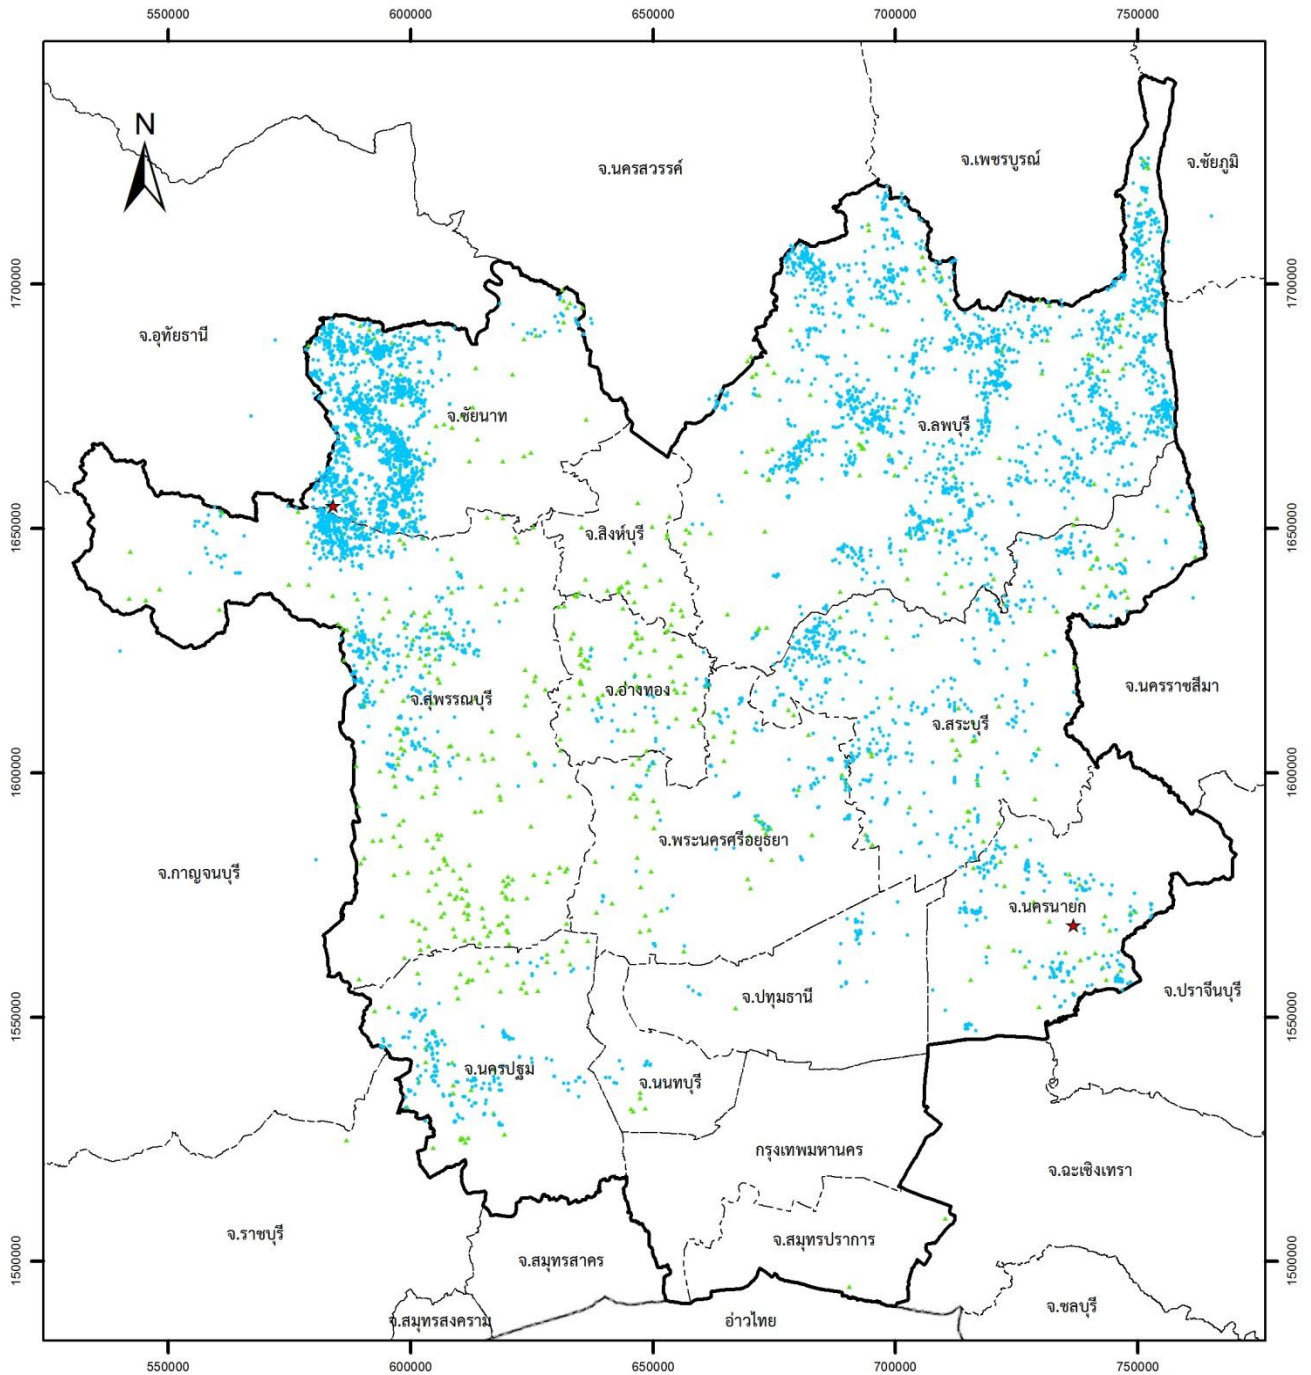 550000 600000 650000 700000 750000
N
จ.นครสวรรค์
จ.เพชรบูรณ์
จ.ชัยภูมิ
1700000 1700000
จ.อุทัยธานี
จ.ชัยนาท
จ.ลพบุรี
1650000 1650000
จ.สิงห์บุรี
จ.สุพรรณบุรี
จ.อ่างทอง
จ.นครราชสีมา
จ.สระบุรี
1600000 1600000
จ.พระนครศรีอยุธยา
จ.กาญจนบุรี
จ.นครนายก
จ.ปทุมธานี
จ.ปราจีนบุรี
1550000 1550000
จ.นครปฐม
จ.นนทบุรี
กรุงเทพมหานคร
จ.ฉะเชิงเทรา
จ.ราชบุรี
จ.สมุทรปราการ
จ.สมุทรสาคร
1500000 1500000
จ.ชลบุรี
จ.สมุทรสงคราม
อ่าวไทย
550000 600000 650000 700000 750000